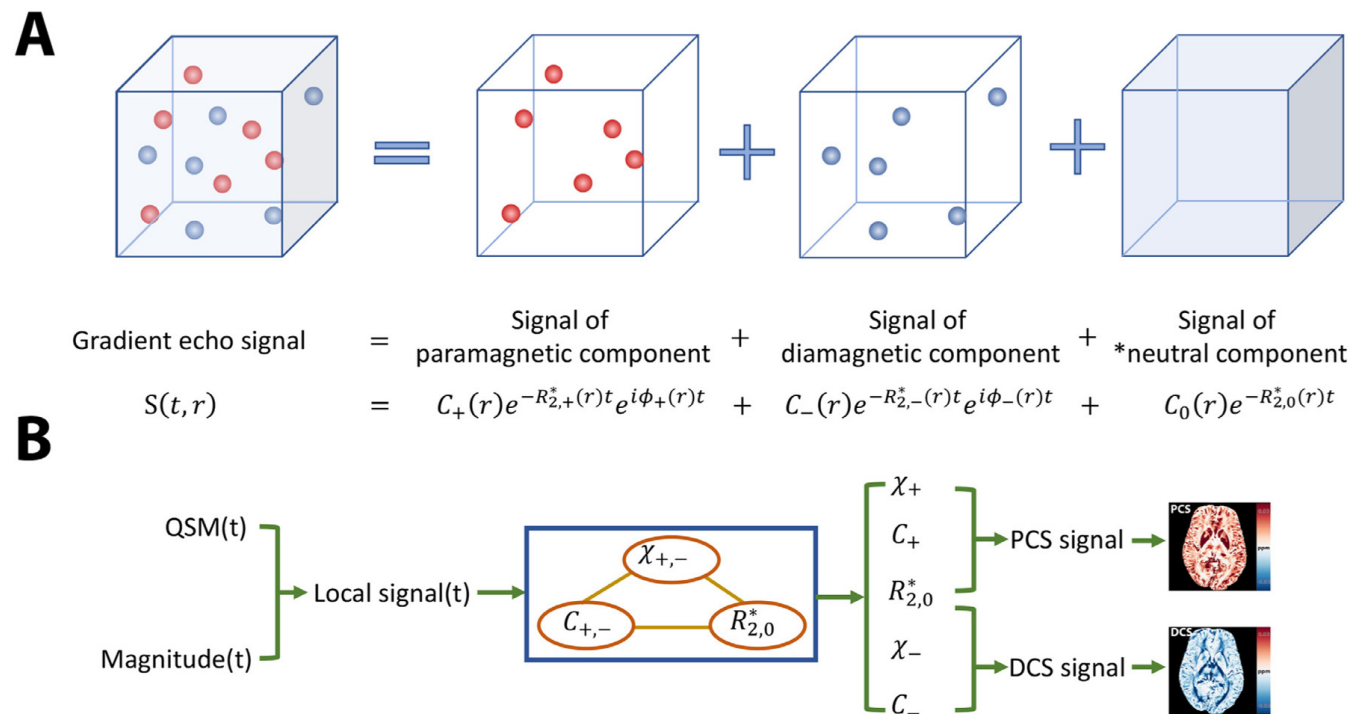 A
Gradient echo signal = Signal of paramagnetic component + Signal of diamagnetic component + Signal of *neutral component
S(t, r) = C₊(r)e^{−R*₂,₊(r)t}e^{iϕ₊(r)t} + C₋(r)e^{−R*₂,₋(r)t}e^{iϕ₋(r)t} + C₀(r)e^{−R*₂,₀(r)t}
B
QSM(t)
Magnitude(t)
Local signal(t)
χ₊,₋
C₊,₋
R*₂,₀
χ₊
C₊
R*₂,₀
χ₋
C₋
PCS signal
PCS
ppm
DCS signal
DCS
ppm